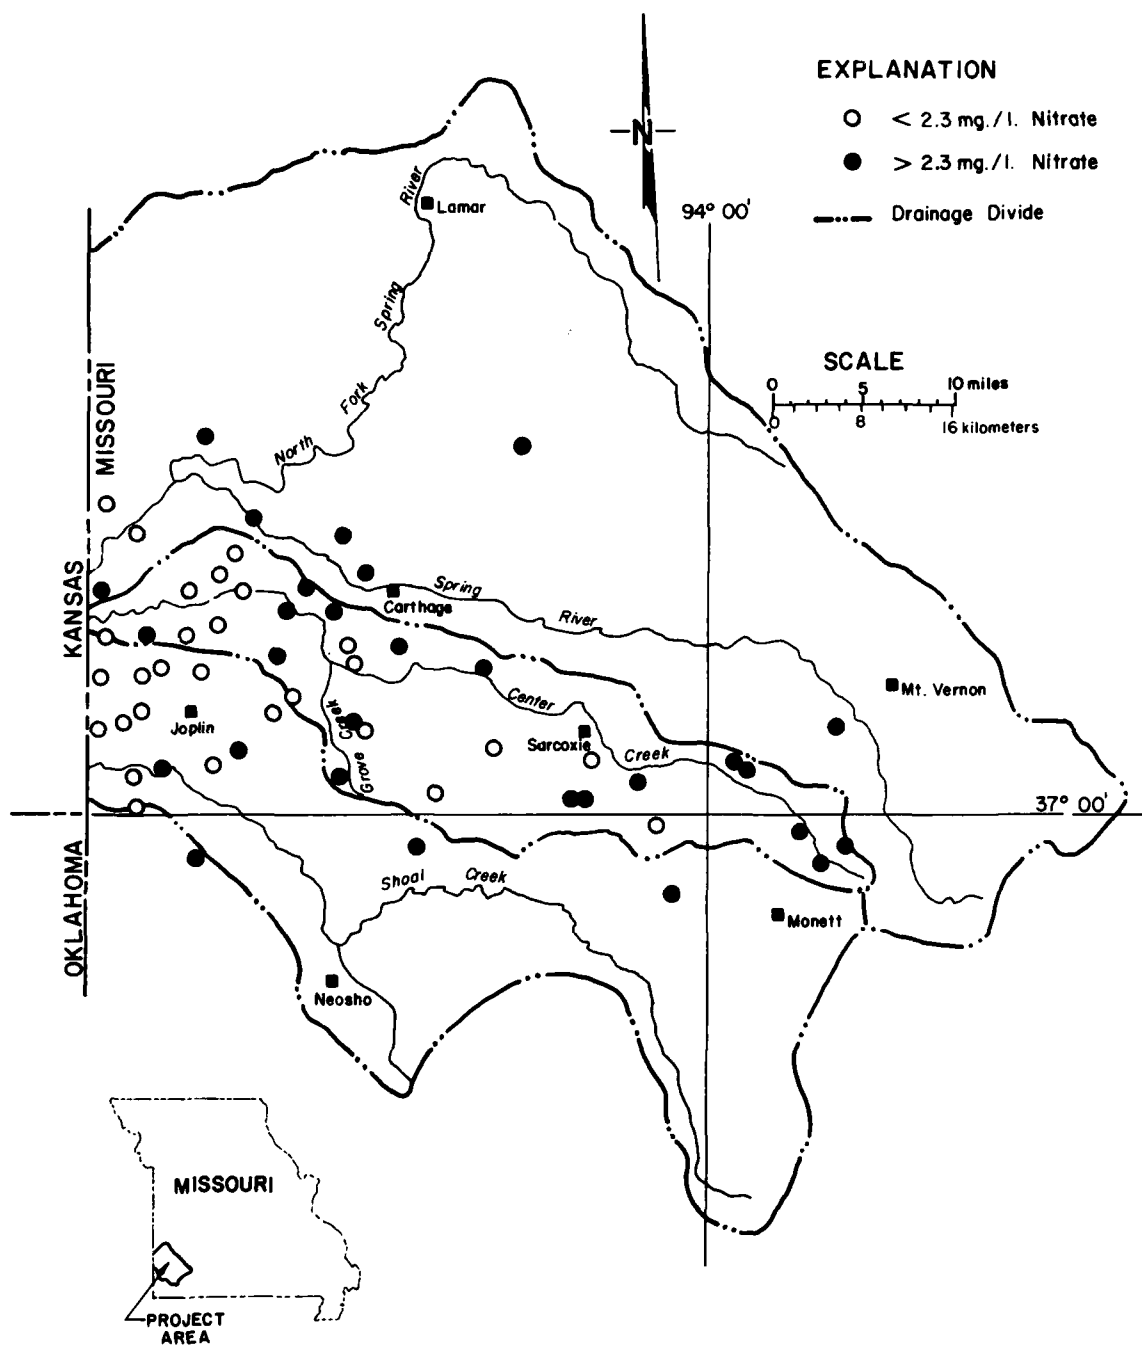 EXPLANATION
< 2.3 mg./l. Nitrate
> 2.3 mg./l. Nitrate
Drainage Divide
N
94° 00'
River
Lamar
Spring
SCALE
0 5 10 miles
0 8 16 kilometers
MISSOURI
Fork
North
KANSAS
Spring
Carthage
River
Mt. Vernon
Center
Joplin
Creek
Sarcoxie
Creek
Grove
37° 00'
OKLAHOMA
Shoal Creek
Monett
Neosho
MISSOURI
PROJECT
AREA